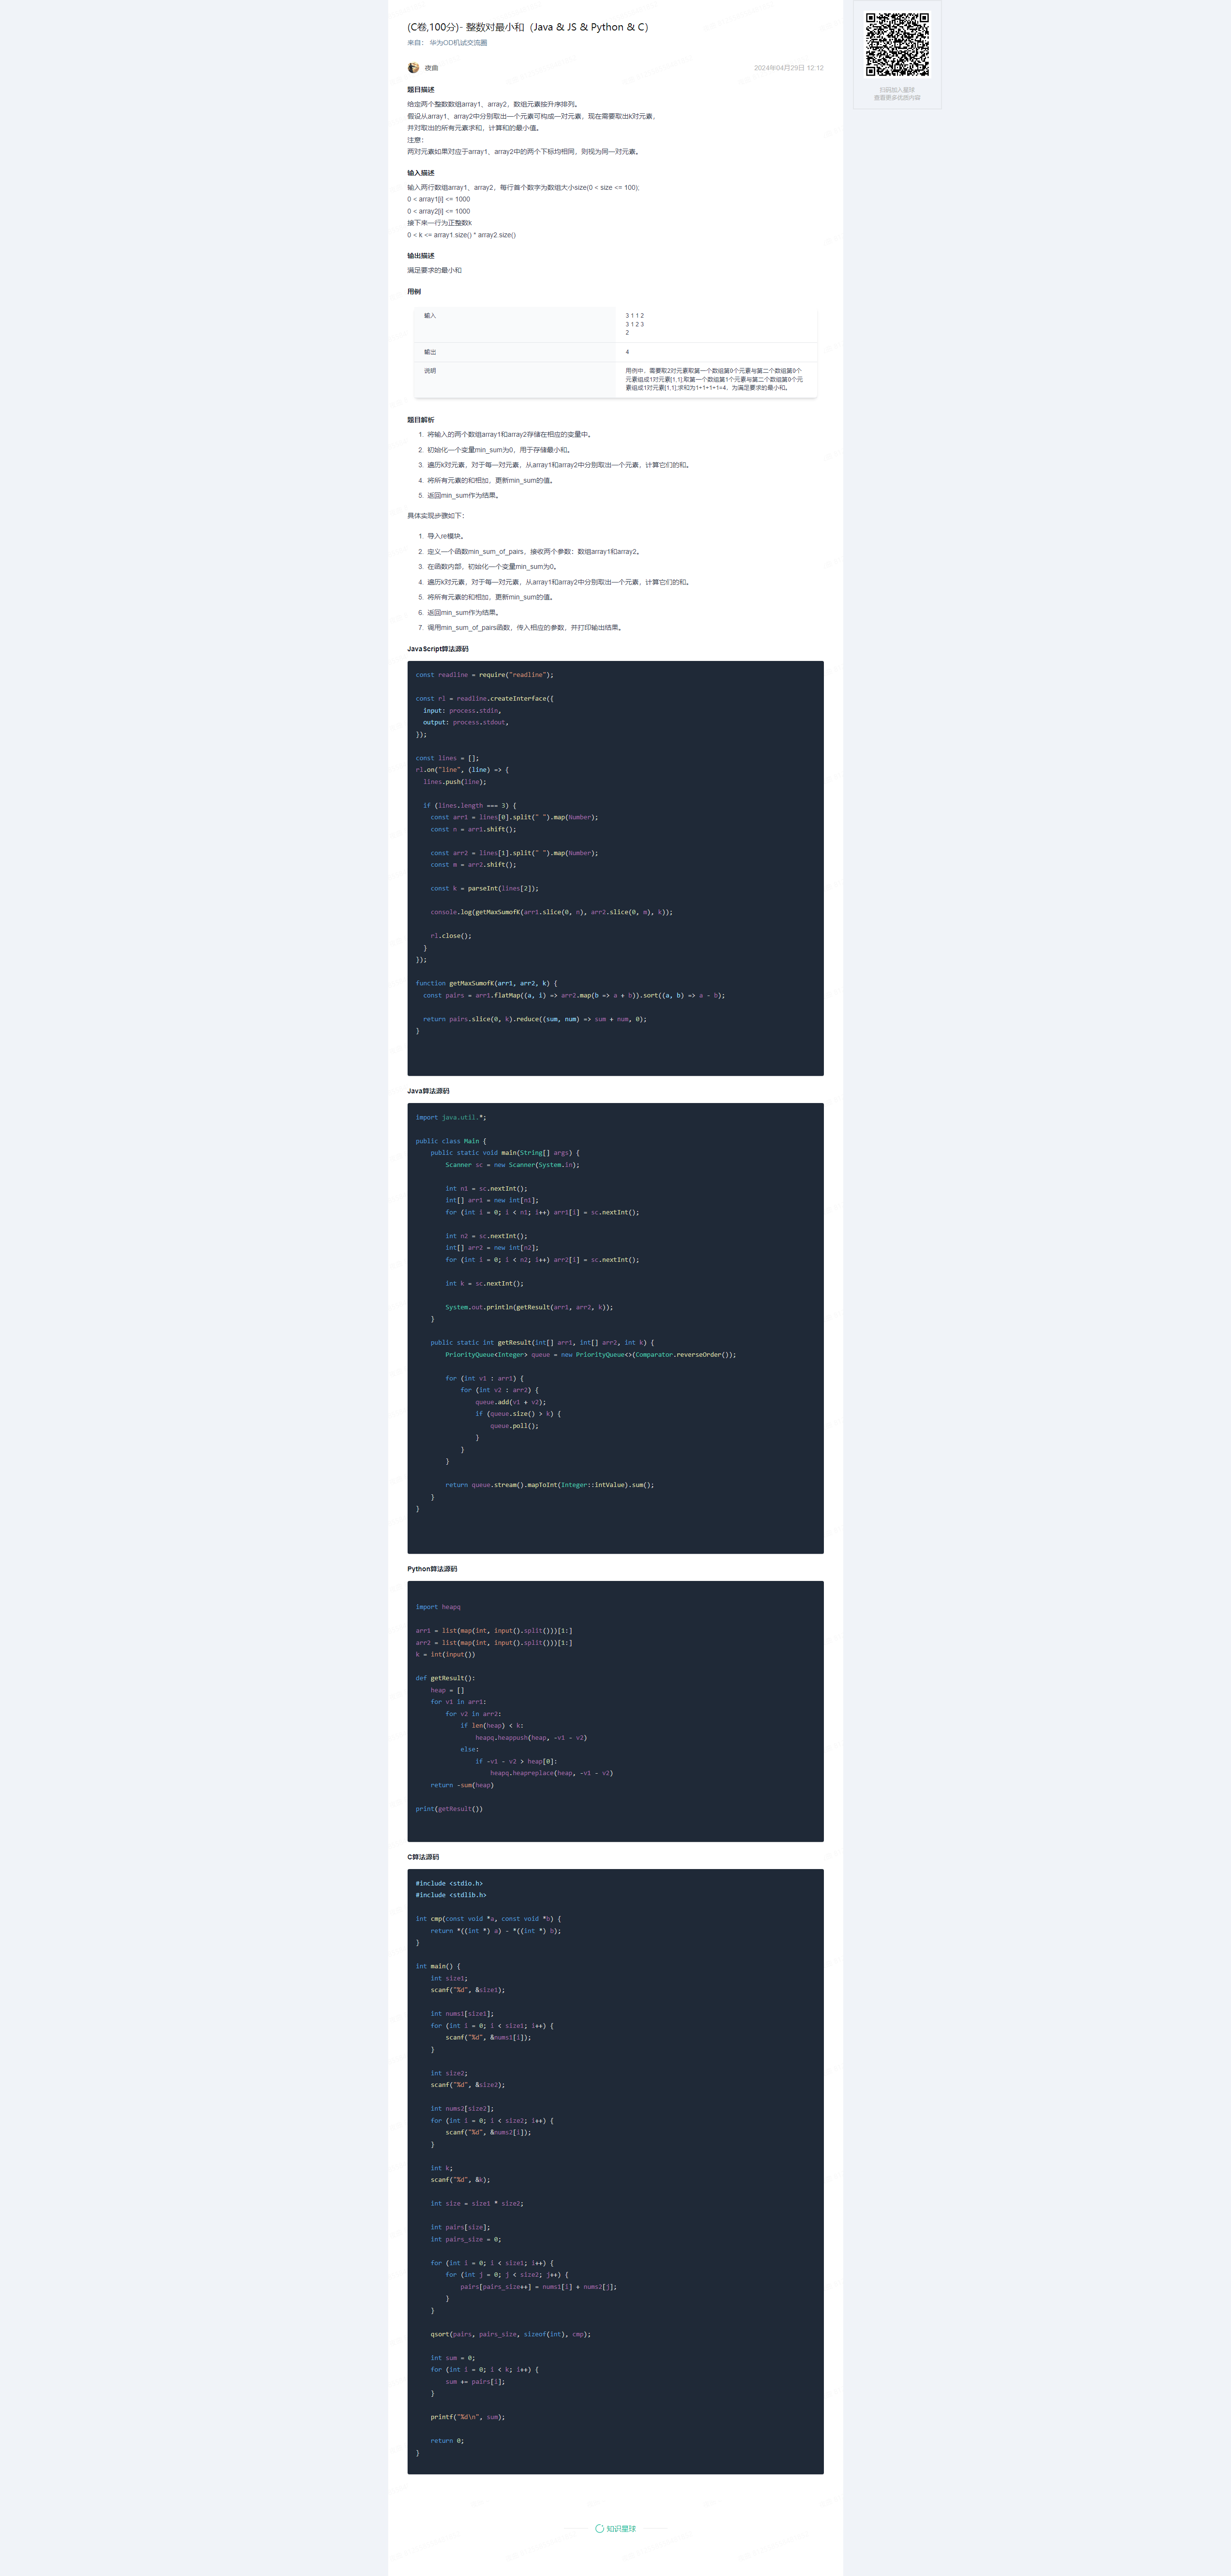 (C卷,100分)- 整数对最小和（Java & JS & Python & C）
来自： 华为OD机试交流圈
夜曲
2024年04月29日 12:12
扫码加入星球
查看更多优质内容
题目描述
给定两个整数数组array1、array2，数组元素按升序排列。
假设从array1、array2中分别取出一个元素可构成一对元素，现在需要取出k对元素，
并对取出的所有元素求和，计算和的最小值。
注意：
两对元素如果对应于array1、array2中的两个下标均相同，则视为同一对元素。
输入描述
输入两行数组array1、array2，每行首个数字为数组大小size(0 < size <= 100);
0 < array1[i] <= 1000
0 < array2[i] <= 1000
接下来一行为正整数k
0 < k <= array1.size() * array2.size()
输出描述
满足要求的最小和
用例
输入
3 1 1 2
3 1 2 3
2
输出
4
说明
用例中，需要取2对元素取第一个数组第0个元素与第二个数组第0个
元素组成1对元素[1,1];取第一个数组第1个元素与第二个数组第0个元
素组成1对元素[1,1];求和为1+1+1+1=4，为满足要求的最小和。
题目解析
1. 将输入的两个数组array1和array2存储在相应的变量中。
2. 初始化一个变量min_sum为0，用于存储最小和。
3. 遍历k对元素，对于每一对元素，从array1和array2中分别取出一个元素，计算它们的和。
4. 将所有元素的和相加，更新min_sum的值。
5. 返回min_sum作为结果。
具体实现步骤如下：
1. 导入re模块。
2. 定义一个函数min_sum_of_pairs，接收两个参数：数组array1和array2。
3. 在函数内部，初始化一个变量min_sum为0。
4. 遍历k对元素，对于每一对元素，从array1和array2中分别取出一个元素，计算它们的和。
5. 将所有元素的和相加，更新min_sum的值。
6. 返回min_sum作为结果。
7. 调用min_sum_of_pairs函数，传入相应的参数，并打印输出结果。
JavaScript算法源码
const readline = require("readline");
const rl = readline.createInterface({
  input: process.stdin,
  output: process.stdout,
});
const lines = [];
rl.on("line", (line) => {
  lines.push(line);
  if (lines.length === 3) {
    const arr1 = lines[0].split(" ").map(Number);
    const n = arr1.shift();
    const arr2 = lines[1].split(" ").map(Number);
    const m = arr2.shift();
    const k = parseInt(lines[2]);
    console.log(getMaxSumofK(arr1.slice(0, n), arr2.slice(0, m), k));
    rl.close();
  }
});
function getMaxSumofK(arr1, arr2, k) {
  const pairs = arr1.flatMap((a, i) => arr2.map(b => a + b)).sort((a, b) => a - b);
  return pairs.slice(0, k).reduce((sum, num) => sum + num, 0);
}
Java算法源码
import java.util.*;
public class Main {
    public static void main(String[] args) {
        Scanner sc = new Scanner(System.in);
        int n1 = sc.nextInt();
        int[] arr1 = new int[n1];
        for (int i = 0; i < n1; i++) arr1[i] = sc.nextInt();
        int n2 = sc.nextInt();
        int[] arr2 = new int[n2];
        for (int i = 0; i < n2; i++) arr2[i] = sc.nextInt();
        int k = sc.nextInt();
        System.out.println(getResult(arr1, arr2, k));
    }
    public static int getResult(int[] arr1, int[] arr2, int k) {
        PriorityQueue<Integer> queue = new PriorityQueue<>(Comparator.reverseOrder());
        for (int v1 : arr1) {
            for (int v2 : arr2) {
                queue.add(v1 + v2);
                if (queue.size() > k) {
                    queue.poll();
                }
            }
        }
        return queue.stream().mapToInt(Integer::intValue).sum();
    }
}
Python算法源码
import heapq
arr1 = list(map(int, input().split()))[1:]
arr2 = list(map(int, input().split()))[1:]
k = int(input())
def getResult():
    heap = []
    for v1 in arr1:
        for v2 in arr2:
            if len(heap) < k:
                heapq.heappush(heap, -v1 - v2)
            else:
                if -v1 - v2 > heap[0]:
                    heapq.heapreplace(heap, -v1 - v2)
    return -sum(heap)
print(getResult())
C算法源码
#include <stdio.h>
#include <stdlib.h>
int cmp(const void *a, const void *b) {
    return *((int *) a) - *((int *) b);
}
int main() {
    int size1;
    scanf("%d", &size1);
    int nums1[size1];
    for (int i = 0; i < size1; i++) {
        scanf("%d", &nums1[i]);
    }
    int size2;
    scanf("%d", &size2);
    int nums2[size2];
    for (int i = 0; i < size2; i++) {
        scanf("%d", &nums2[i]);
    }
    int k;
    scanf("%d", &k);
    int size = size1 * size2;
    int pairs[size];
    int pairs_size = 0;
    for (int i = 0; i < size1; i++) {
        for (int j = 0; j < size2; j++) {
            pairs[pairs_size++] = nums1[i] + nums2[j];
        }
    }
    qsort(pairs, pairs_size, sizeof(int), cmp);
    int sum = 0;
    for (int i = 0; i < k; i++) {
        sum += pairs[i];
    }
    printf("%d\n", sum);
    return 0;
}
知识星球